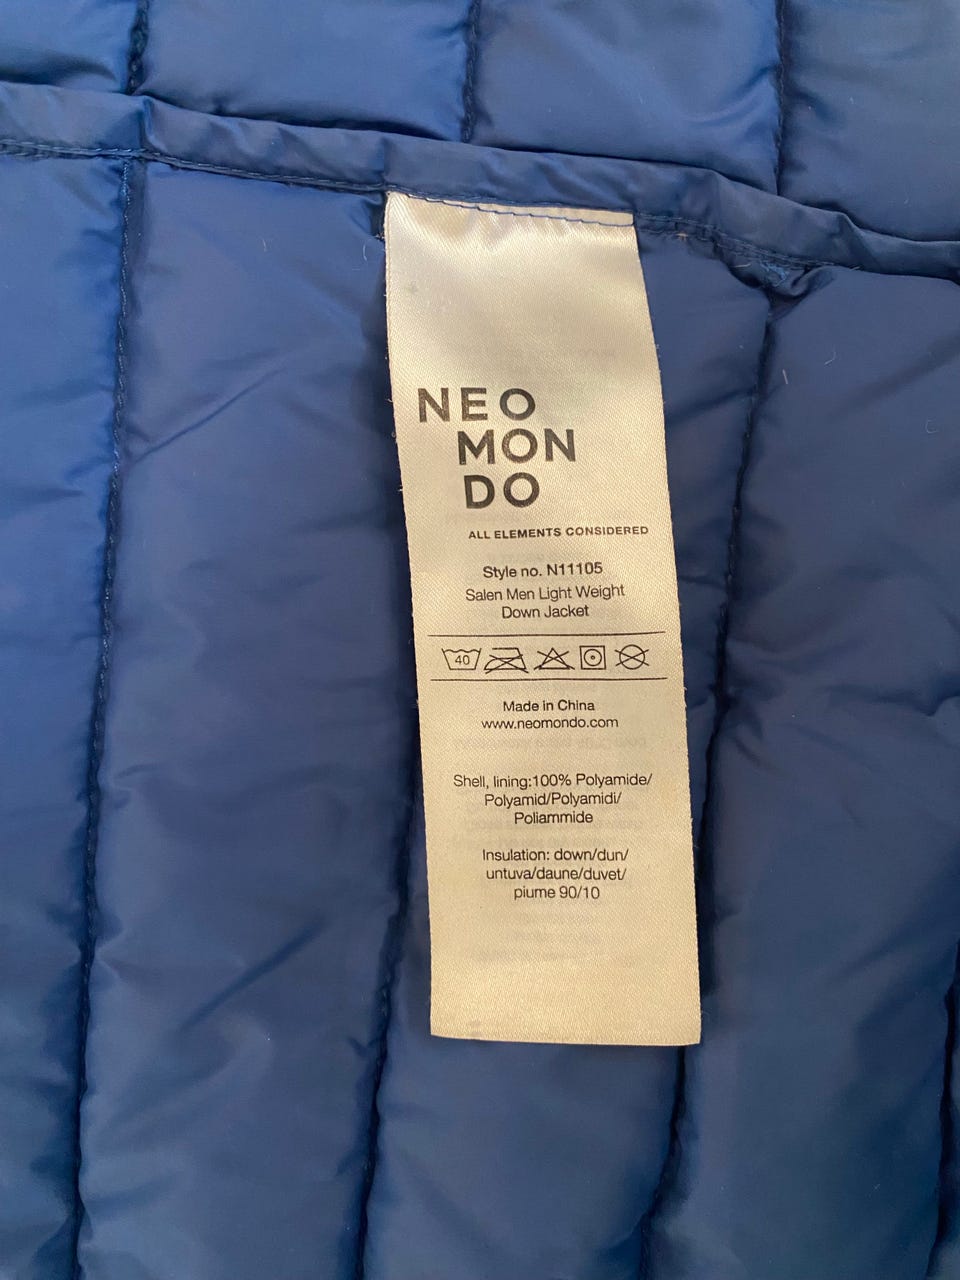 NEO
MON
DO
ALL ELEMENTS CONSIDERED
Style no. N11105
Salen Men Light Weight
Down Jacket
40
Made in China
www.neomondo.com
Shell, lining:100% Polyamide/
Polyamid/Polyamidi/
Poliammide
Insulation: down/dun/
untuva/daune/duvet/
piume 90/10